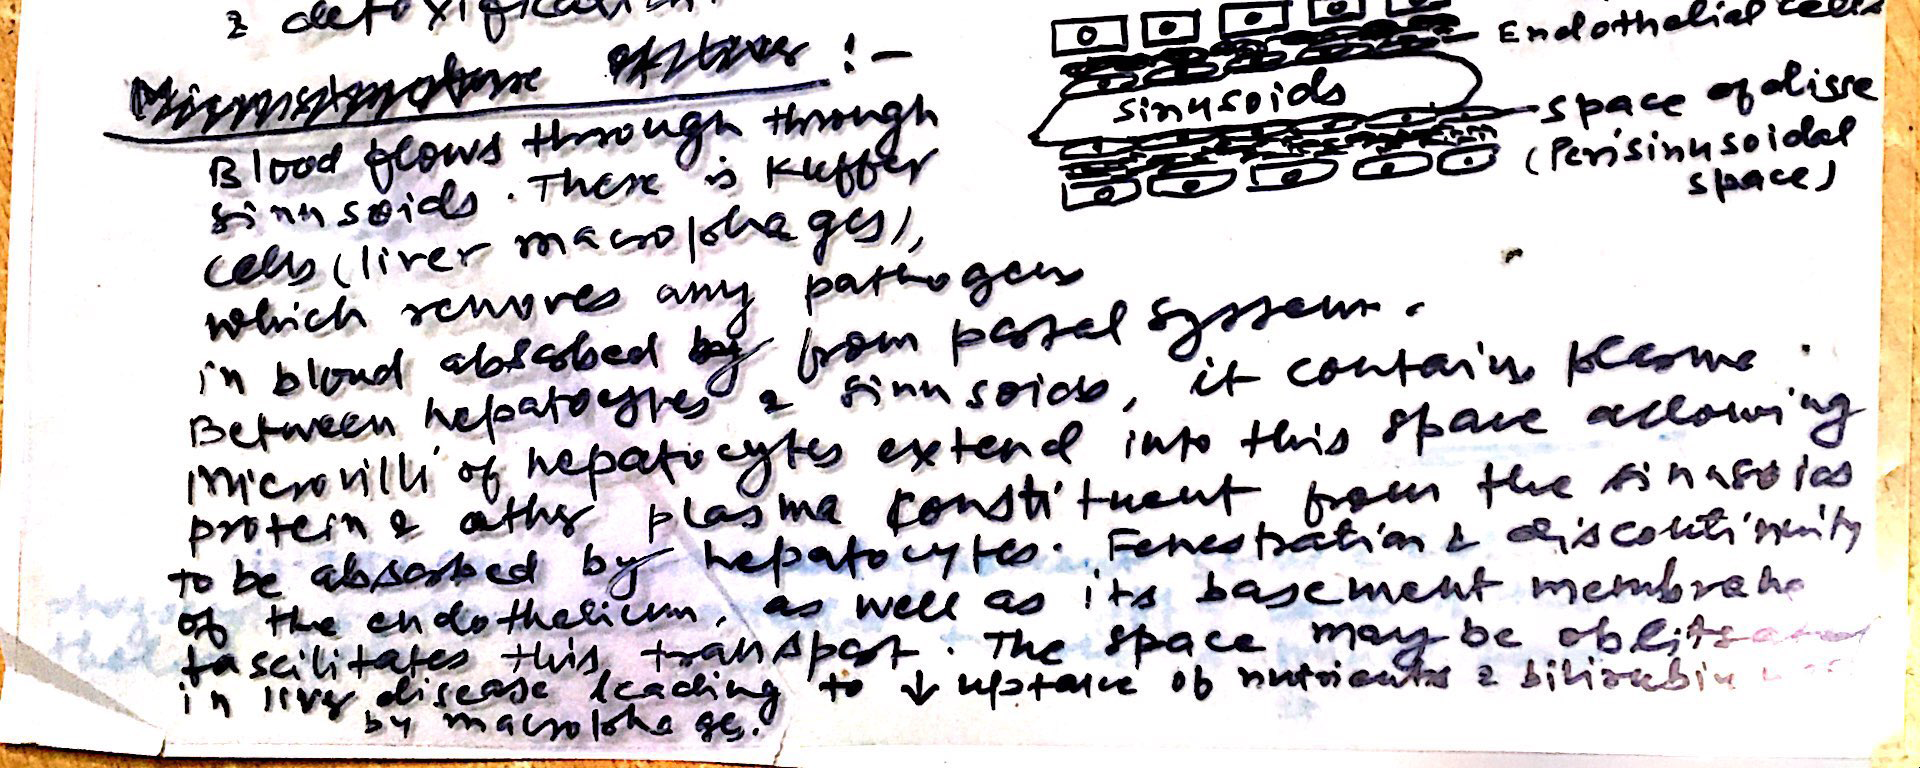 & detoxification.
Microstructure of liver :-
Endothelial cells
sinusoids
space of disse
(Perisinusoidal
space)
Blood flows through through
sinusoids. There is Kuffer
cells (liver macrophages),
which removes any pathogens
in blood absorbed by from portal system.
Between hepatocytes & sinusoids, it contains plasma.
Microvilli of hepatocytes extend into this space allowing
protein & other plasma constituent from the sinusoids
to be absorbed by hepatocytes. Fenestration & discontinuity
of the endothelium, as well as its basement membrane
fascilitates this transport. The space may be obliterated
in liver disease leading to ↓ uptake of nutrients & bilirubin
by macrophages.